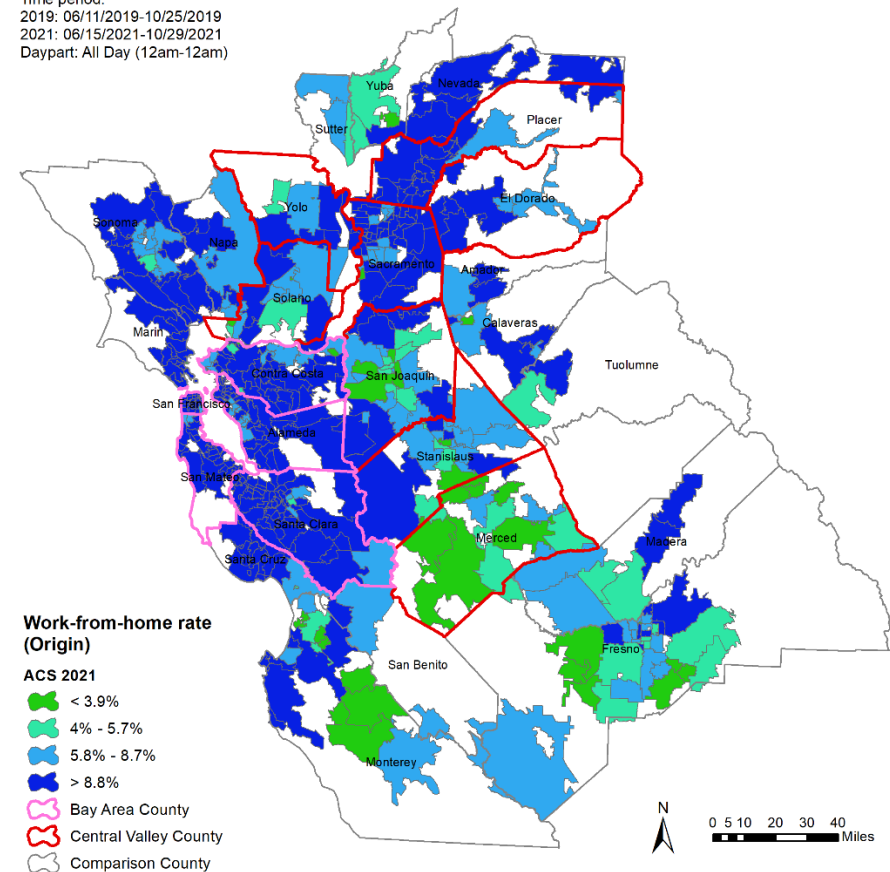 Time period:
2019: 06/11/2019-10/25/2019
2021: 06/15/2021-10/29/2021
Daypart: All Day (12am-12am)
Yuba
Nevada
Sutter
Placer
Yolo
El Dorado
Sonoma
Napa
Sacramento
Amador
Solano
Calaveras
Marin
Tuolumne
Contra Costa
San Joaquin
San Francisco
Alameda
Stanislaus
San Mateo
Santa Clara
Merced
Madera
Santa Cruz
Fresno
San Benito
Monterey
Work-from-home rate
(Origin)
ACS 2021
< 3.9%
4% - 5.7%
5.8% - 8.7%
> 8.8%
Bay Area County
Central Valley County
Comparison County
N
0 5 10 20 30 40
Miles